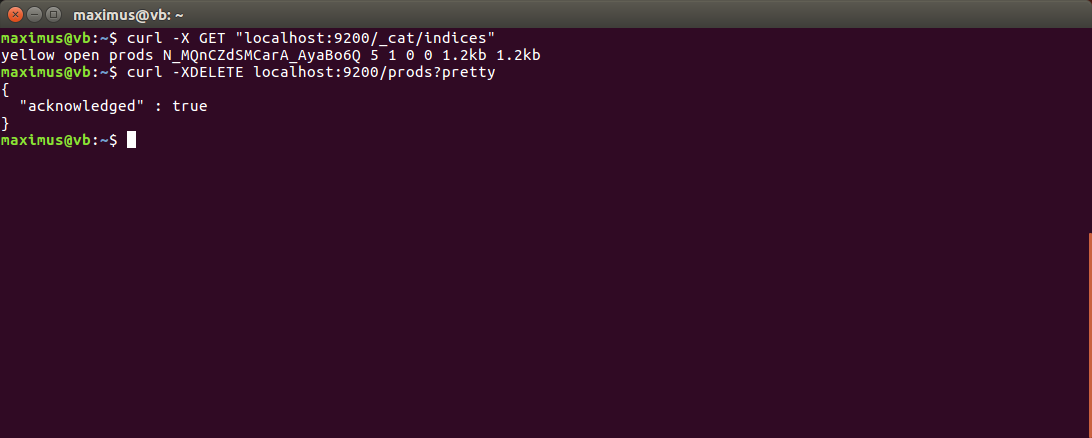 maximus@vb: ~
maximus@vb:~$ curl -X GET "localhost:9200/_cat/indices"
yellow open prods N_MQnCZdSMCarA_AyaBo6Q 5 1 0 0 1.2kb 1.2kb
maximus@vb:~$ curl -XDELETE localhost:9200/prods?pretty
{
  "acknowledged" : true
}
maximus@vb:~$